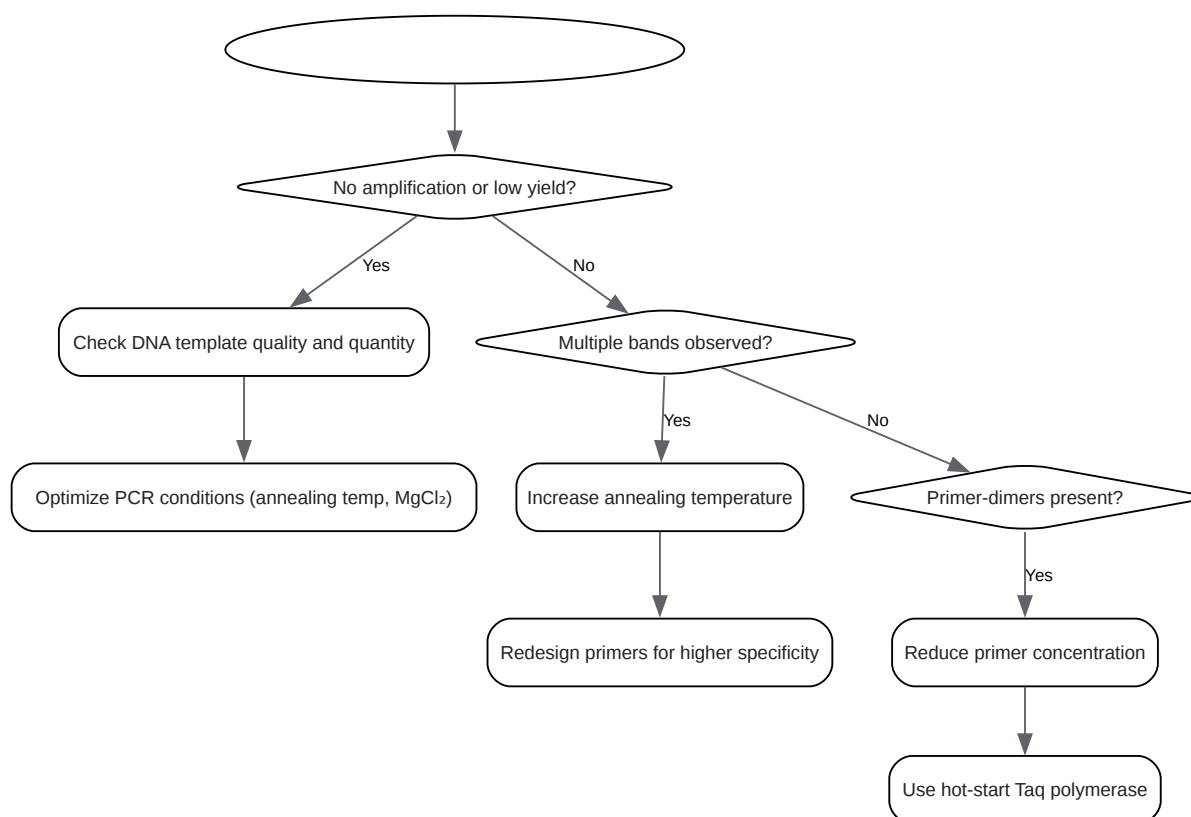 No amplification or low yield?
Yes
No
Check DNA template quality and quantity
Multiple bands observed?
Yes
No
Optimize PCR conditions (annealing temp, MgCl₂)
Increase annealing temperature
Primer-dimers present?
Yes
Redesign primers for higher specificity
Reduce primer concentration
Use hot-start Taq polymerase